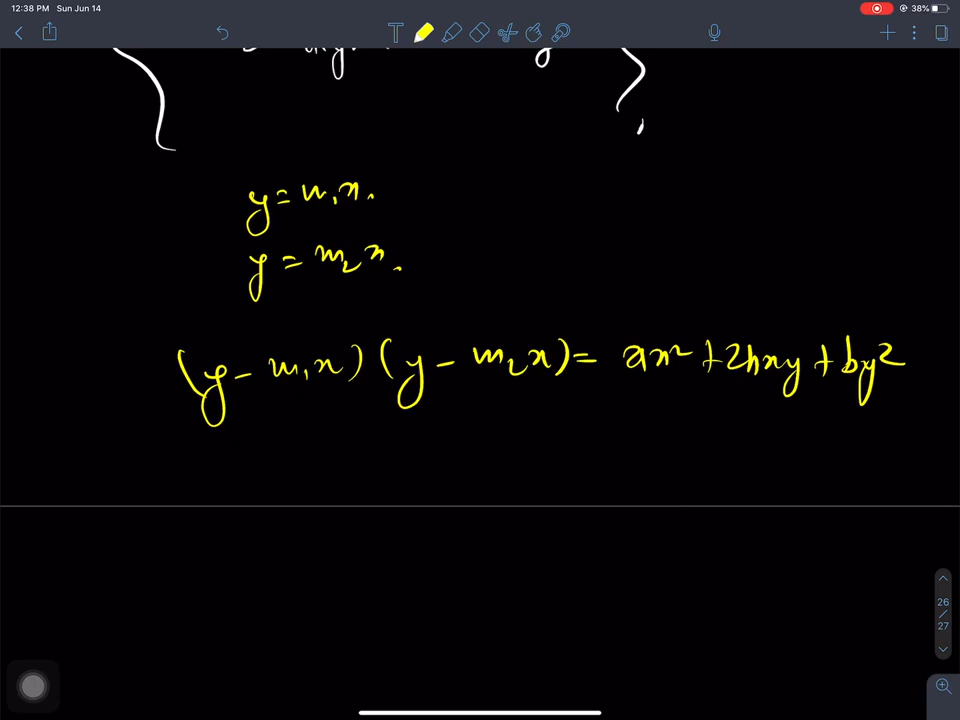 12:38 PM Sun Jun 14
38%
T
y = m₁x.
y = m₂x.
(y - m₁x)(y - m₂x) = ax² + 2hxy + by²
26
/
27